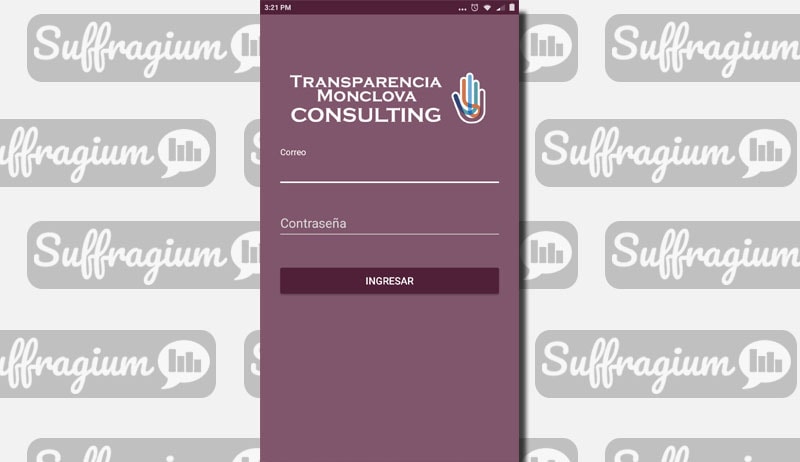 3:21 PM
TRANSPARENCIA
MONCLOVA
CONSULTING
Correo
Contraseña
INGRESAR
Suffragium
Suffragium
Suffragium
Suffragium
Suffragium
Suffragium
Suffragium
Suffragium